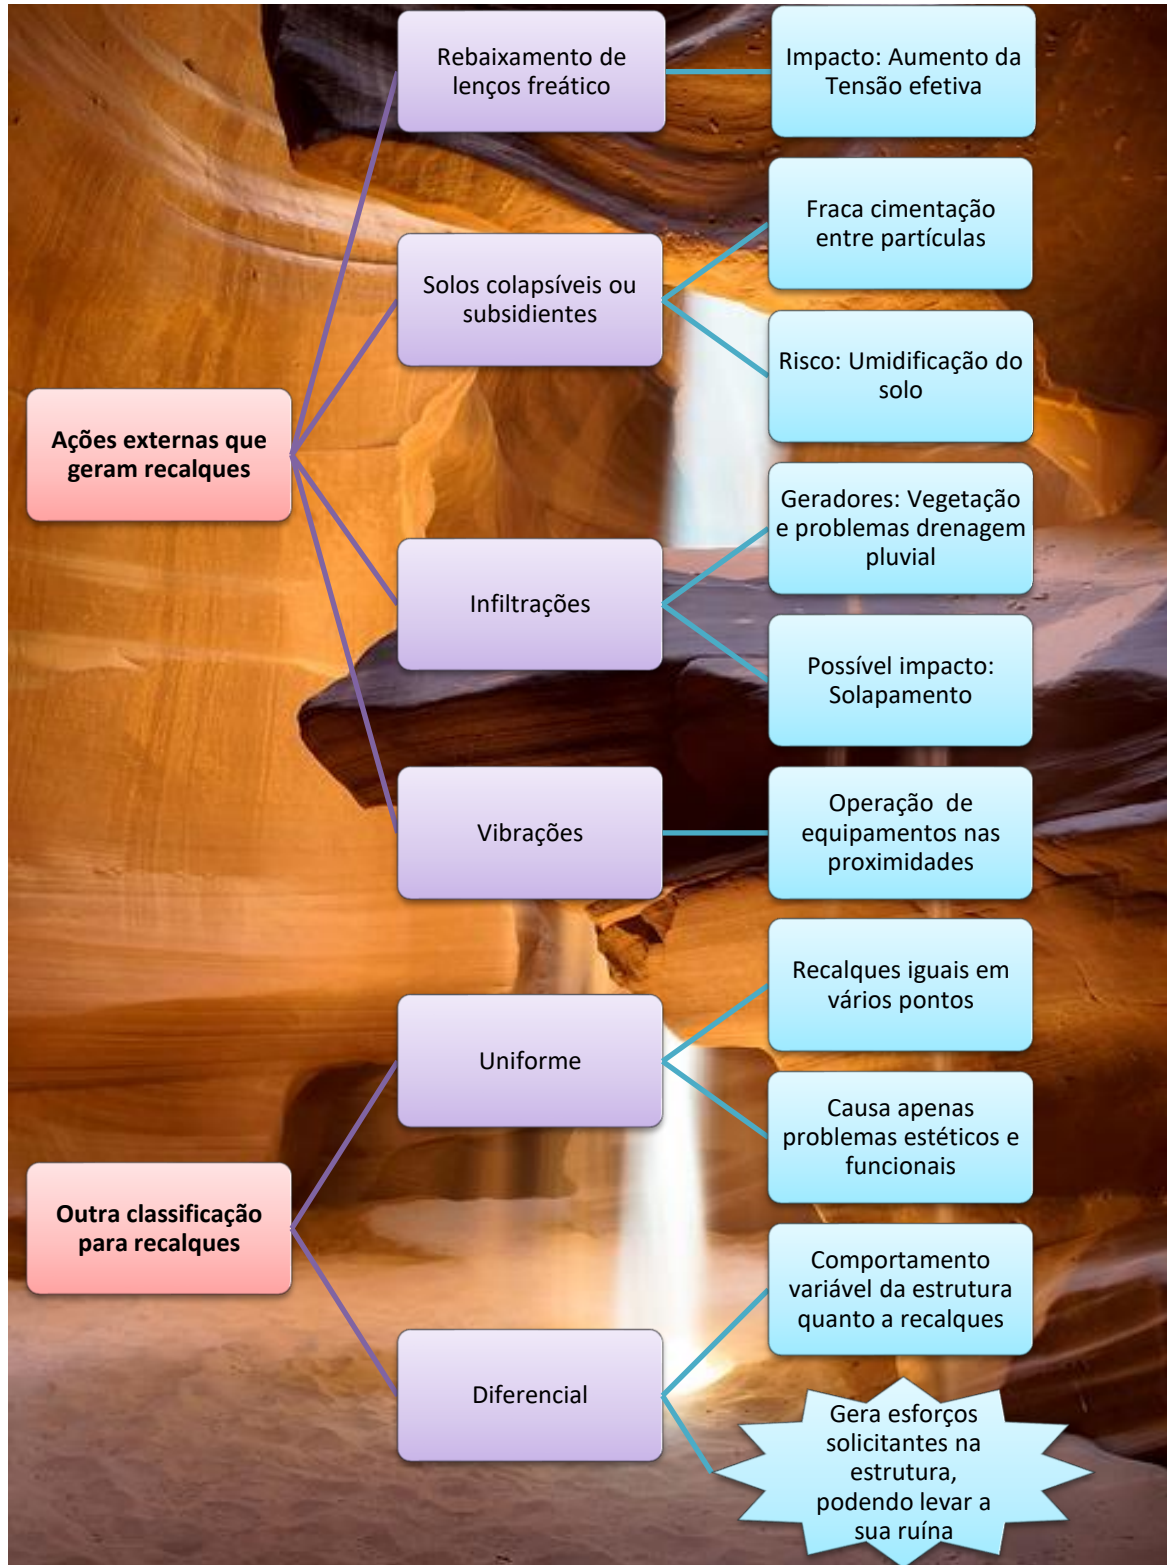 Ações externas que
geram recalques
Rebaixamento de
lenços freático
Impacto: Aumento da
Tensão efetiva
Solos colapsíveis ou
subsidientes
Fraca cimentação
entre partículas
Risco: Umidificação do
solo
Infiltrações
Geradores: Vegetação
e problemas drenagem
pluvial
Possível impacto:
Solapamento
Vibrações
Operação de
equipamentos nas
proximidades
Outra classificação
para recalques
Uniforme
Recalques iguais em
vários pontos
Causa apenas
problemas estéticos e
funcionais
Diferencial
Comportamento
variável da estrutura
quanto a recalques
Gera esforços
solicitantes na
estrutura,
podendo levar a
sua ruína